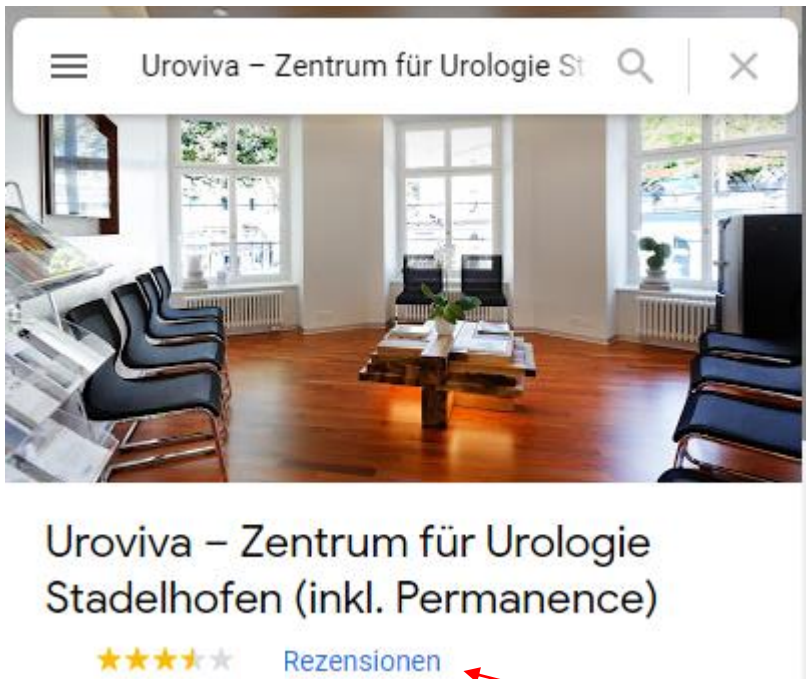 Uroviva – Zentrum für Urologie St
Uroviva – Zentrum für Urologie
Stadelhofen (inkl. Permanence)
Rezensionen